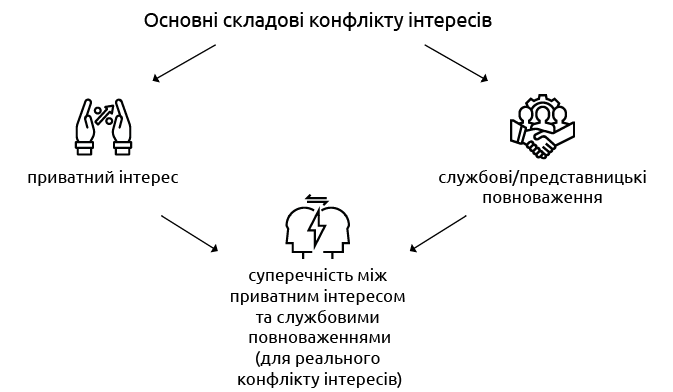 Основні складові конфлікту інтересів
приватний інтерес
службові/представницькі
повноваження
суперечність між
приватним інтересом
та службовими
повноваженнями
(для реального
конфлікту інтересів)